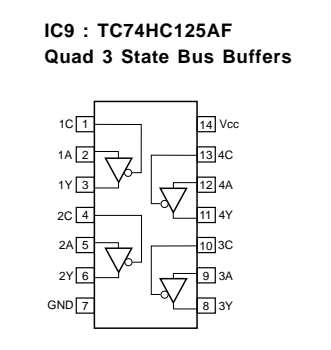 IC9 : TC74HC125AF
Quad 3 State Bus Buffers
1C 1 14 Vcc
1A 2 13 4C
1Y 3 12 4A
2C 4 11 4Y
2A 5 10 3C
2Y 6 9 3A
GND 7 8 3Y